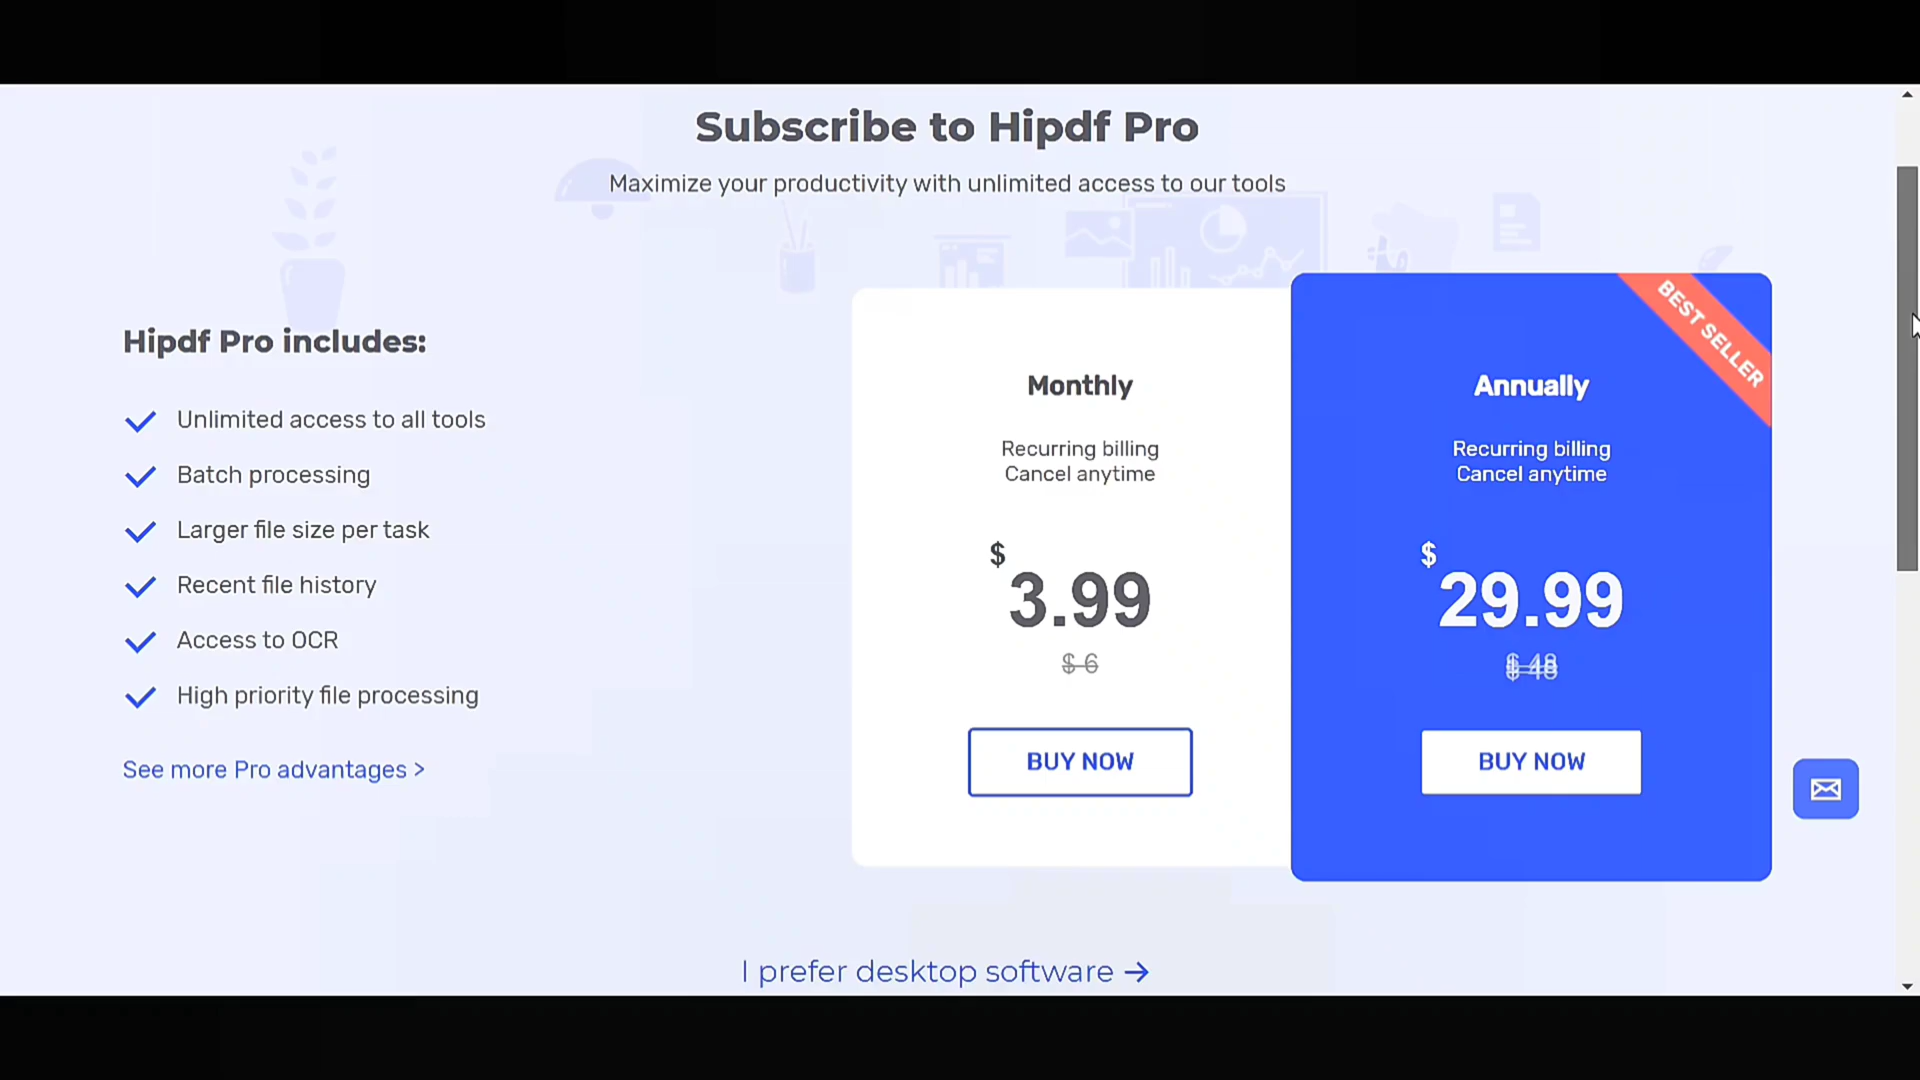 Subscribe to Hipdf Pro
Maximize your productivity with unlimited access to our tools
Hipdf Pro includes:
Unlimited access to all tools
Batch processing
Larger file size per task
Recent file history
Access to OCR
High priority file processing
See more Pro advantages >
Monthly
Recurring billing
Cancel anytime
$
3.99
$ 6
BUY NOW
BEST SELLER
Annually
Recurring billing
Cancel anytime
$
29.99
$ 48
BUY NOW
I prefer desktop software →